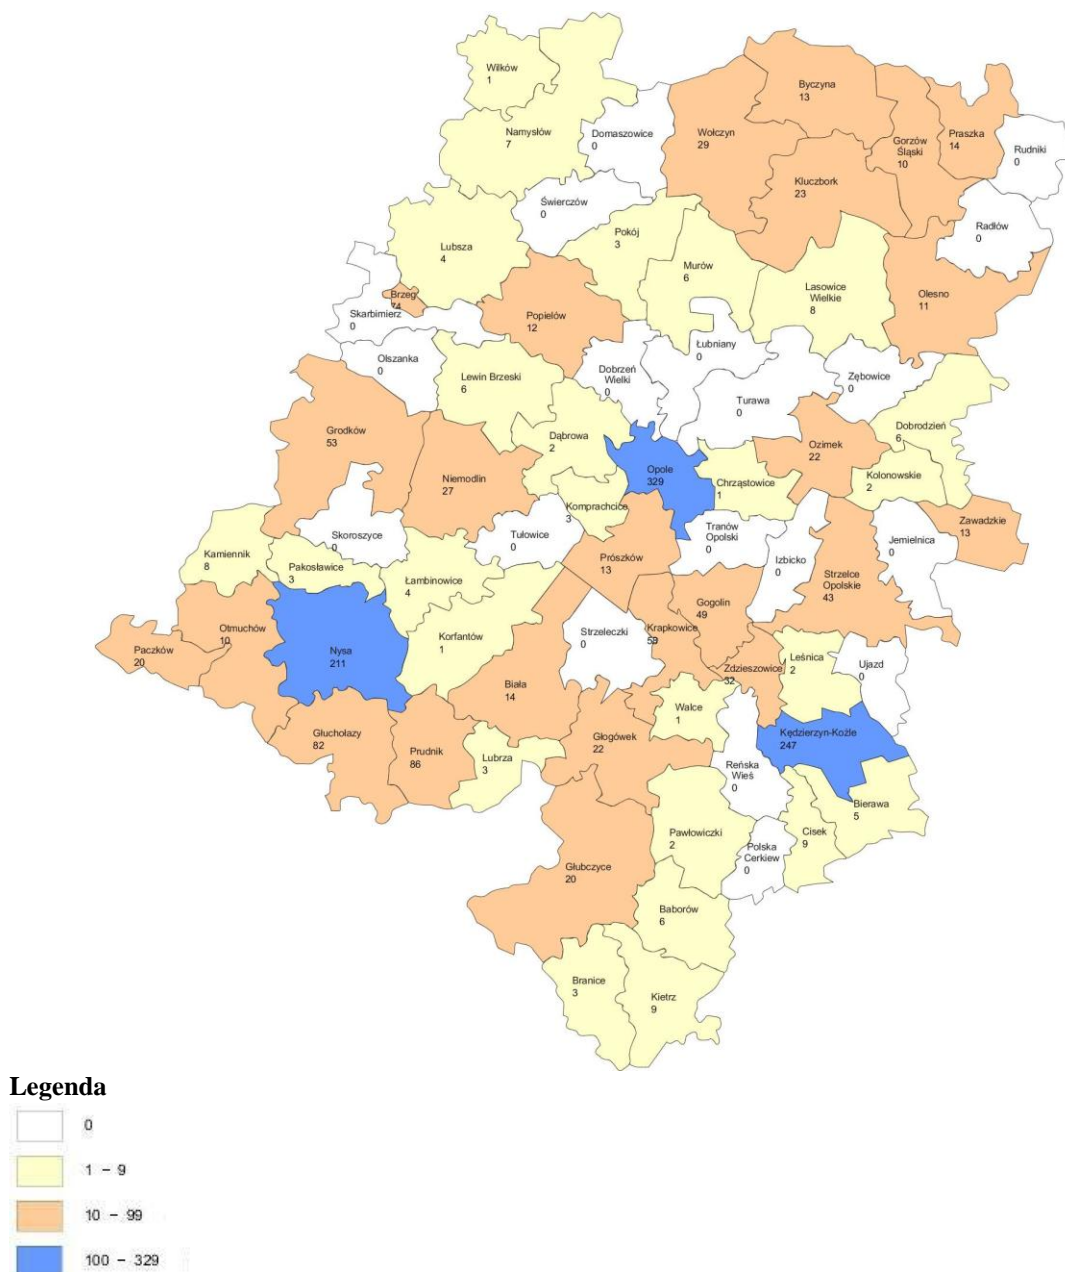 Wilków
1
Byczyna
13
Namysłów
7
Domaszowice
0
Wołczyn
29
Gorzów
Śląski
10
Praszka
14
Rudniki
0
Kluczbork
23
Świerczów
0
Radłów
0
Pokój
3
Lubsza
4
Murów
6
Lasowice
Wielkie
8
Olesno
11
Brzeg
74
Skarbimierz
0
Popielów
12
Łubniany
0
Olszanka
0
Lewin Brzeski
6
Dobrzeń
Wielki
0
Turawa
0
Zębowice
0
Grodków
53
Dąbrowa
2
Dobrodzień
6
Ozimek
22
Niemodlin
27
Opole
329
Chrząstowice
1
Kolonowskie
2
Komprachcice
3
Skoroszyce
0
Tułowice
0
Tranów
Opolski
0
Zawadzkie
13
Jemielnica
0
Kamiennik
8
Pakosławice
3
Prószków
13
Izbicko
0
Łambinowice
4
Strzelce
Opolskie
43
Gogolin
49
Otmuchów
10
Korfantów
1
Strzeleczki
0
Krapkowice
Paczków
20
Nysa
211
Leśnica
2
Ujazd
0
Zdzieszowice
32
Biała
14
Walce
1
Głuchołazy
82
Prudnik
86
Lubrza
3
Głogówek
22
Kędzierzyn-Koźle
247
Reńska
Wieś
0
Bierawa
5
Pawłowiczki
2
Cisek
9
Polska
Cerkiew
0
Głubczyce
20
Baborów
6
Branice
3
Kietrz
9
Legenda
0
1 – 9
10 – 99
100 – 329